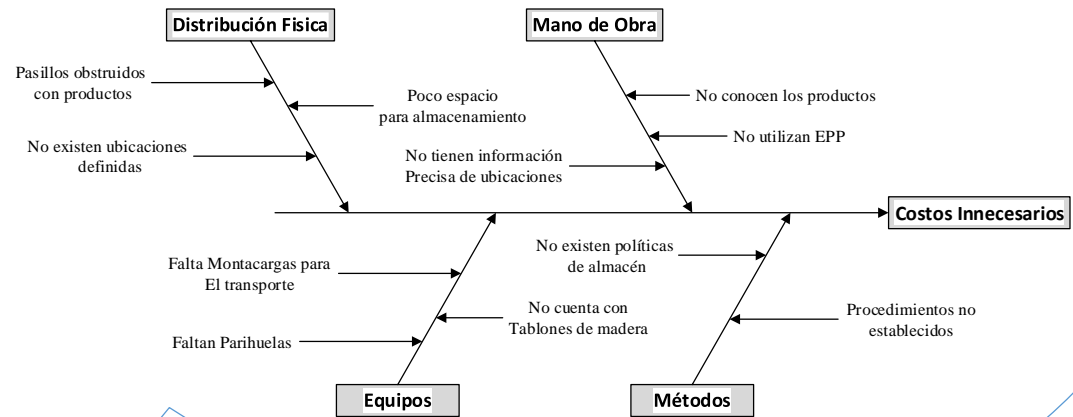 Distribución Fisica
Mano de Obra
Pasillos obstruidos
con productos
Poco espacio
para almacenamiento
No existen ubicaciones
definidas
No conocen los productos
No utilizan EPP
No tienen información
Precisa de ubicaciones
Costos Innecesarios
Falta Montacargas para
El transporte
No cuenta con
Tablones de madera
Faltan Parihuelas
No existen políticas
de almacén
Procedimientos no
establecidos
Equipos
Métodos